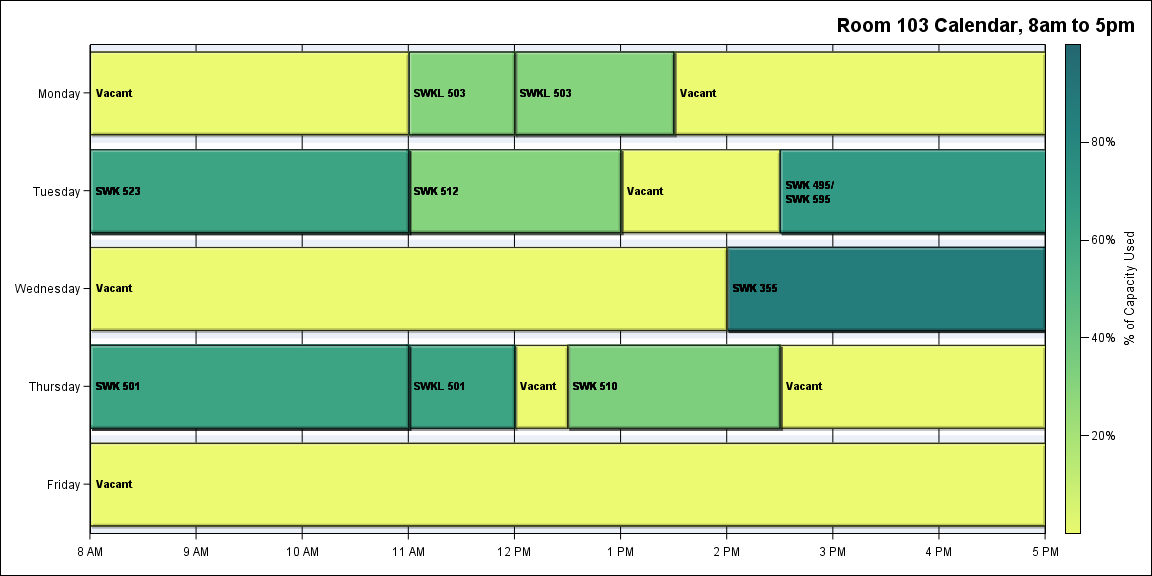 Room 103 Calendar, 8am to 5pm
Monday
Vacant
SWKL 503
SWKL 503
Vacant
Tuesday
SWK 523
SWK 512
Vacant
SWK 495/
SWK 595
Wednesday
Vacant
SWK 355
Thursday
SWK 501
SWKL 501
Vacant
SWK 510
Vacant
Friday
Vacant
8 AM
9 AM
10 AM
11 AM
12 PM
1 PM
2 PM
3 PM
4 PM
5 PM
80%
60%
40%
20%
% of Capacity Used